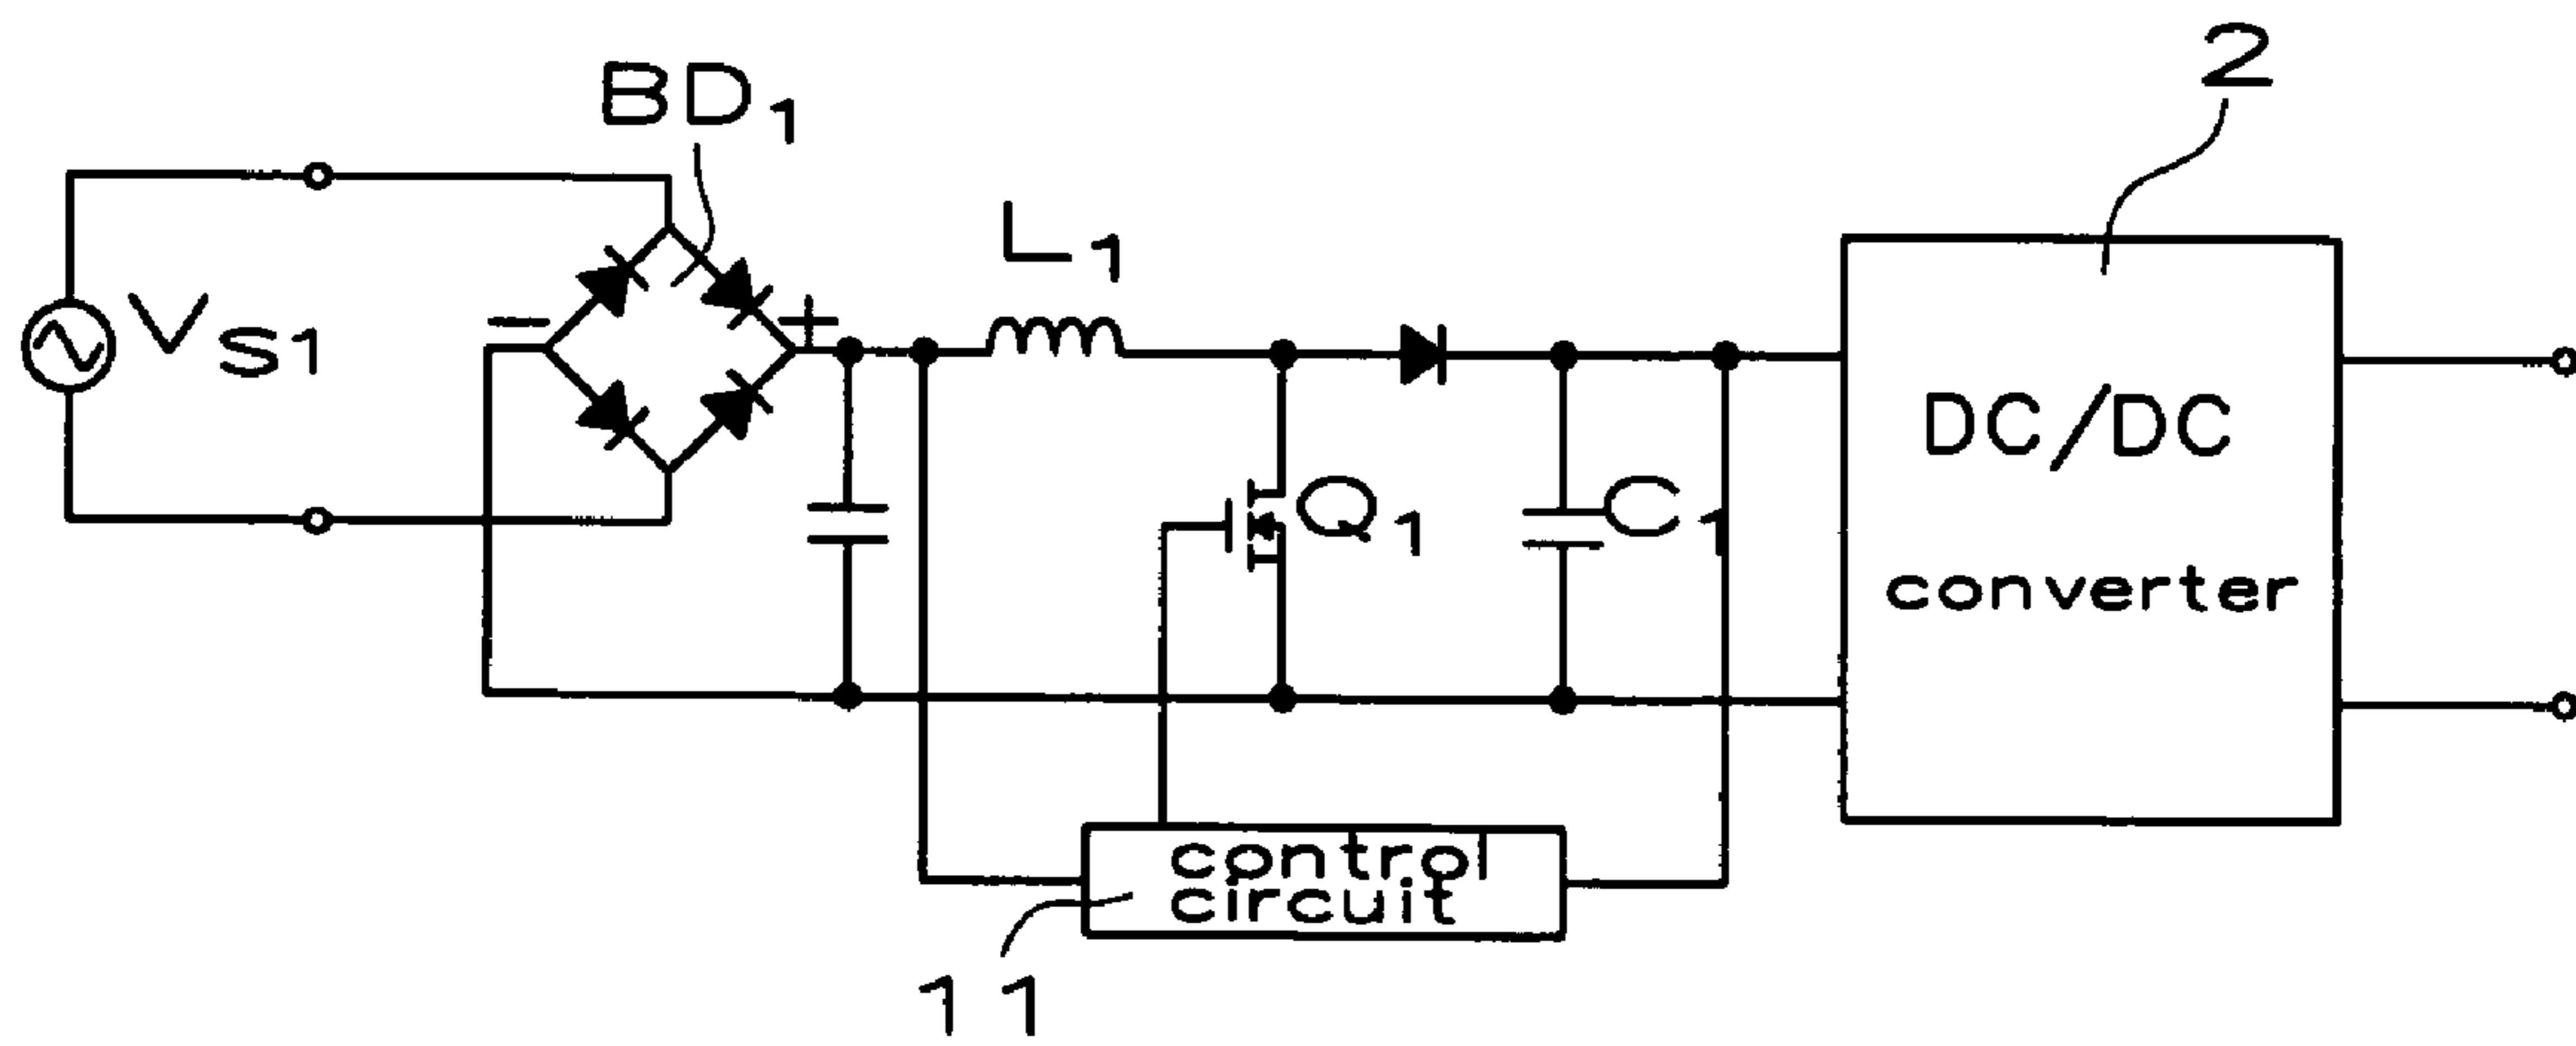 2
BD1
L1
VS1
− +
DC/DC
converter
Q1
C1
control
circuit
11